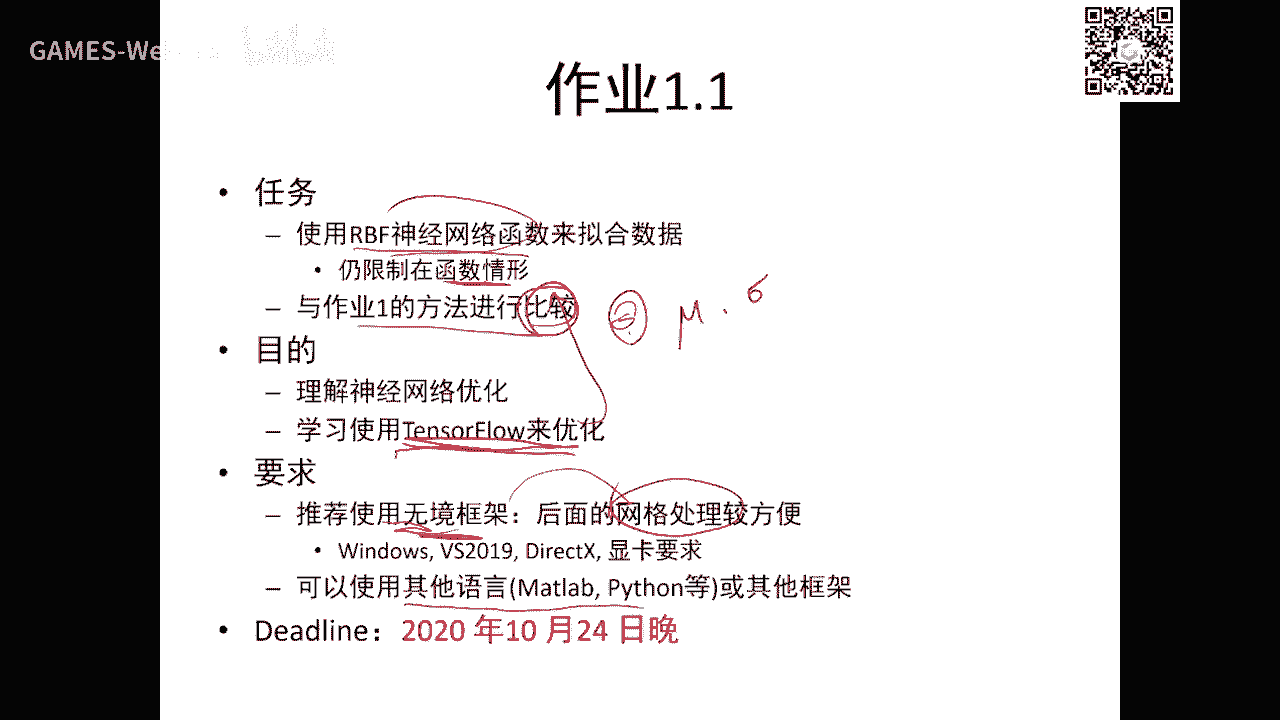 GAMES-We
作业1.1
• 任务
– 使用RBF神经网络函数来拟合数据
• 仍限制在函数情形
– 与作业1的方法进行比较
μ . σ
• 目的
– 理解神经网络优化
– 学习使用TensorFlow来优化
• 要求
– 推荐使用无境框架：后面的网格处理较方便
• Windows, VS2019, DirectX, 显卡要求
– 可以使用其他语言(Matlab, Python等)或其他框架
• Deadline：2020 年10 月24 日晚